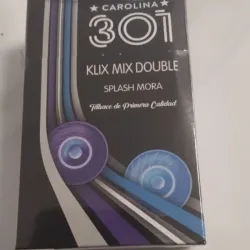 ★ CAROLINA ★
301
KLIX MIX DOUBLE
SPLASH MORA
Tabaco de Primera Calidad